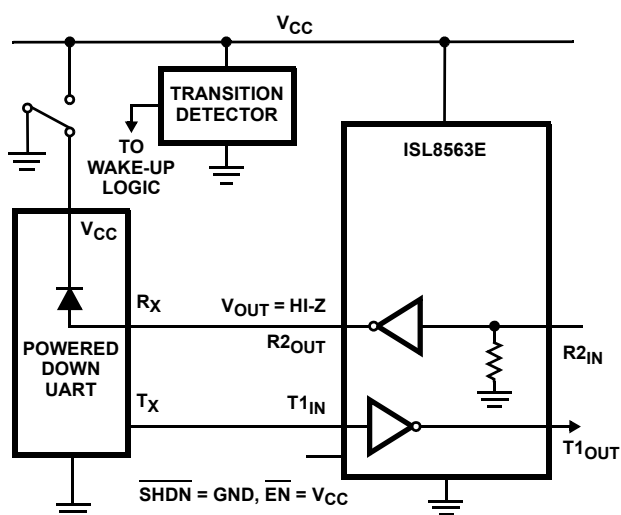 VCC
TRANSITION
DETECTOR
TO
WAKE-UP
LOGIC
ISL8563E
VCC
RX
VOUT = HI-Z
R2OUT
R2IN
POWERED
DOWN
UART
TX
T1IN
T1OUT
SHDN = GND, EN = VCC